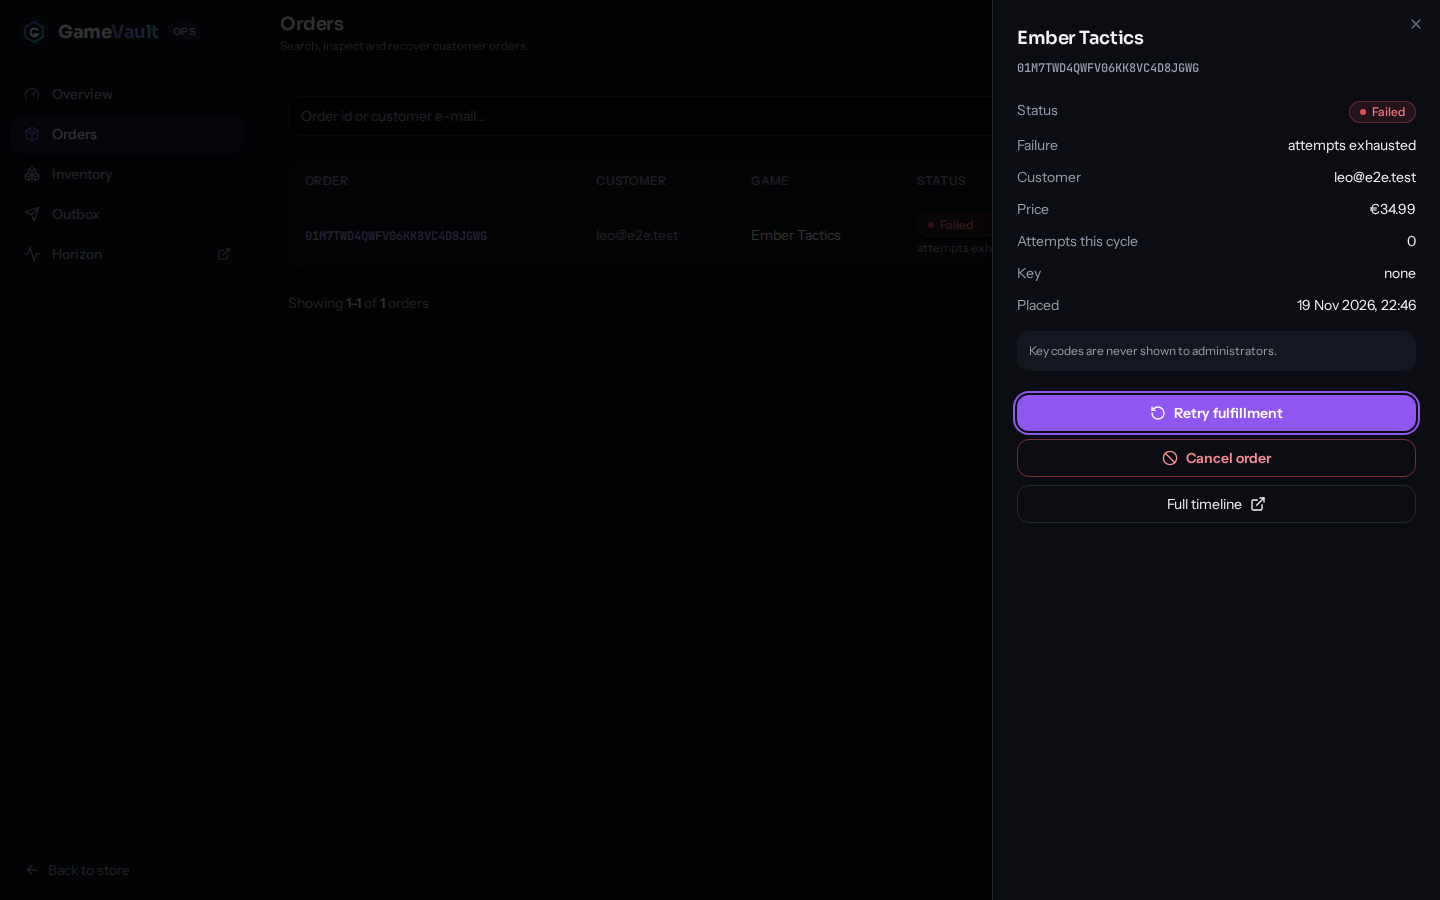 GameVault OPS
Overview
Orders
Inventory
Outbox
Horizon
Back to store
Orders
Search, inspect and recover customer orders.
Order id or customer e-mail...
ORDER CUSTOMER GAME STATUS
01M7TWD4QWFV06KK8VC4D8JGWG leo@e2e.test Ember Tactics Failed
attempts exh
Showing 1–1 of 1 orders
Ember Tactics
01M7TWD4QWFV06KK8VC4D8JGWG
Status Failed
Failure attempts exhausted
Customer leo@e2e.test
Price €34.99
Attempts this cycle 0
Key none
Placed 19 Nov 2026, 22:46
Key codes are never shown to administrators.
Retry fulfillment
Cancel order
Full timeline